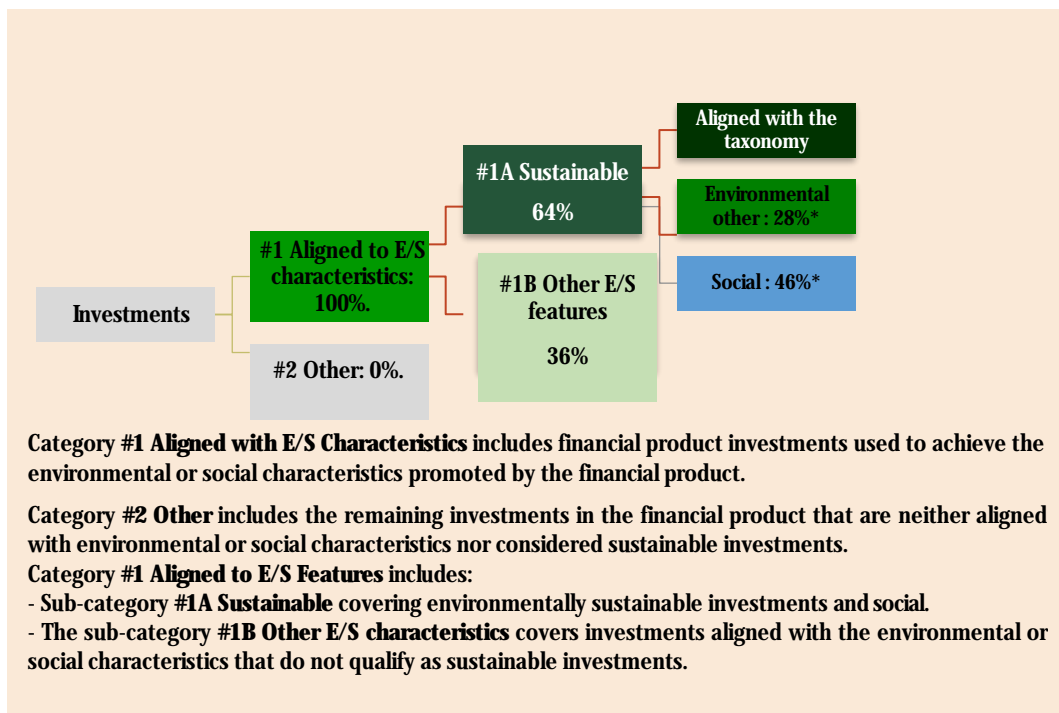 Aligned with the
taxonomy
#1A Sustainable
64%
Environmental
other : 28%*
#1 Aligned to E/S
characteristics:
100%.
#1B Other E/S
features
36%
Social : 46%*
Investments
#2 Other: 0%.
Category #1 Aligned with E/S Characteristics includes financial product investments used to achieve the
environmental or social characteristics promoted by the financial product.
Category #2 Other includes the remaining investments in the financial product that are neither aligned
with environmental or social characteristics nor considered sustainable investments.
Category #1 Aligned to E/S Features includes:
- Sub-category #1A Sustainable covering environmentally sustainable investments and social.
- The sub-category #1B Other E/S characteristics covers investments aligned with the environmental or
social characteristics that do not qualify as sustainable investments.